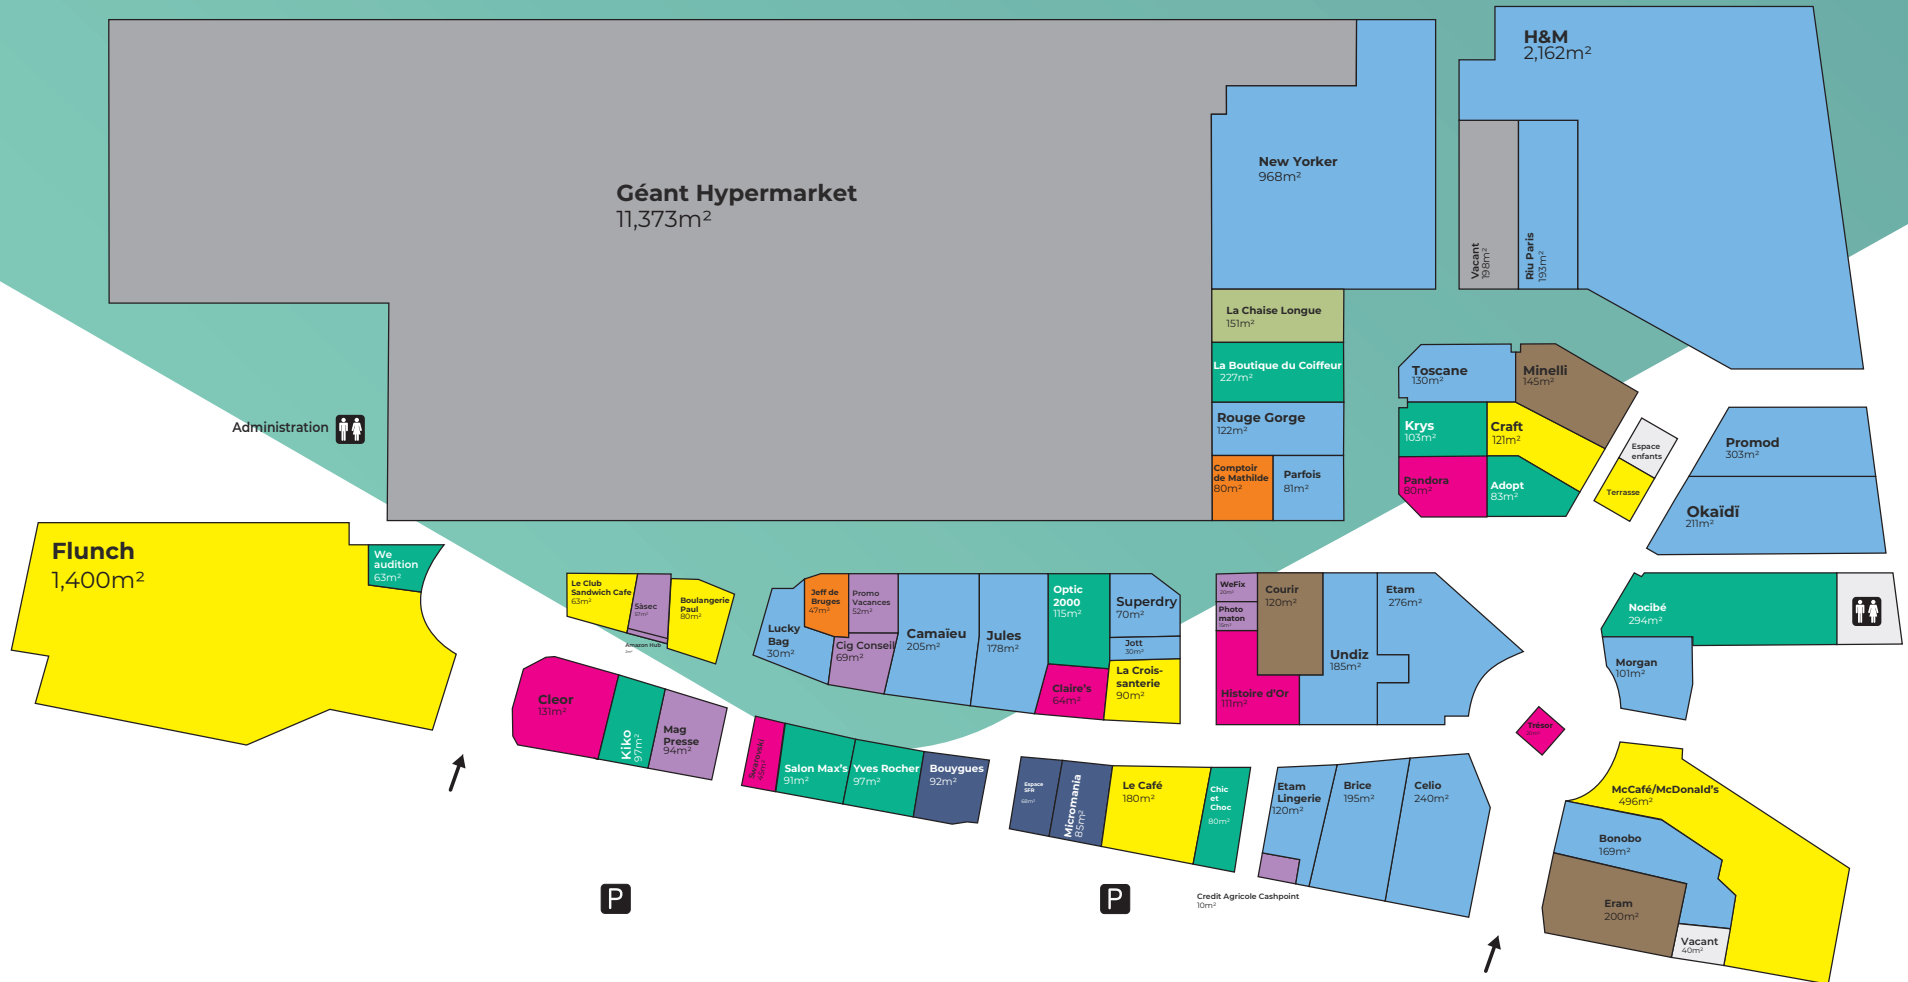 H&M
2,162m²
New Yorker
968m²
Géant Hypermarket
11,373m²
Vacant
198m²
Riu Paris
193m²
La Chaise Longue
151m²
La Boutique du Coiffeur
227m²
Rouge Gorge
122m²
Comptoir
de Mathilde
80m²
Parfois
81m²
Toscane
130m²
Minelli
145m²
Krys
103m²
Craft
121m²
Pandora
80m²
Adopt
83m²
Espace
enfants
Terrasse
Promod
303m²
Okaïdï
211m²
Administration
Flunch
1,400m²
We
audition
63m²
Le Club
Sandwich Cafe
63m²
Sàsec
Amazon Hub
Boulangerie
Paul
80m²
Lucky
Bag
30m²
Jeff de
Bruges
47m²
Promo
Vacances
52m²
Cig Conseil
69m²
Camaïeu
205m²
Jules
178m²
Optic
2000
115m²
Claire's
64m²
Superdry
70m²
Jott
30m²
La Crois-
santerie
90m²
WeFix
20m²
Photo
maton
15m²
Histoire d'Or
111m²
Courir
120m²
Undiz
185m²
Etam
276m²
Nocibé
294m²
Morgan
101m²
Trésor
Cleor
131m²
Kiko
97m²
Mag
Presse
94m²
Swarovski
45m²
Salon Max's
91m²
Yves Rocher
97m²
Bouygues
92m²
Espace
SFR
68m²
Micromania
85m²
Le Café
180m²
Chic
et
Choc
80m²
Etam
Lingerie
120m²
Brice
195m²
Celio
240m²
Credit Agricole Cashpoint
10m²
McCafé/McDonald's
496m²
Bonobo
169m²
Eram
200m²
Vacant
40m²
P
P